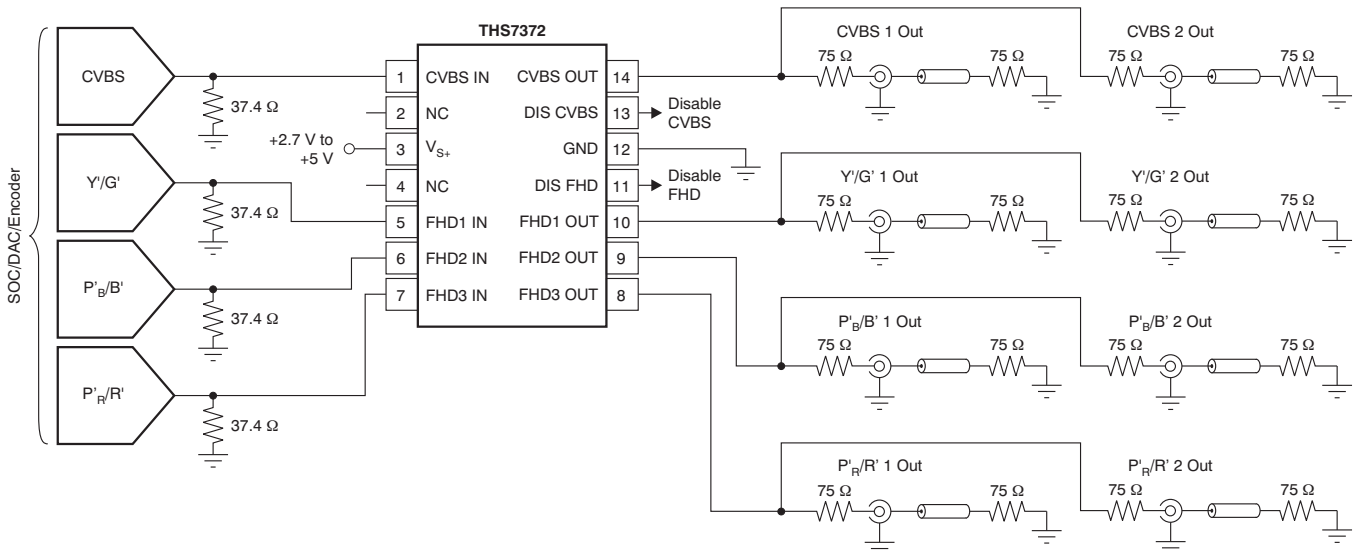 THS7372
SOC/DAC/Encoder
CVBS
37.4 Ω
Y'/G'
37.4 Ω
P'B/B'
37.4 Ω
P'R/R'
37.4 Ω
+2.7 V to
+5 V
1 CVBS IN
2 NC
3 VS+
4 NC
5 FHD1 IN
6 FHD2 IN
7 FHD3 IN
CVBS OUT 14
DIS CVBS 13
GND 12
DIS FHD 11
FHD1 OUT 10
FHD2 OUT 9
FHD3 OUT 8
Disable
CVBS
Disable
FHD
CVBS 1 Out
75 Ω 75 Ω
CVBS 2 Out
75 Ω 75 Ω
Y'/G' 1 Out
75 Ω 75 Ω
Y'/G' 2 Out
75 Ω 75 Ω
P'B/B' 1 Out
75 Ω 75 Ω
P'B/B' 2 Out
75 Ω 75 Ω
P'R/R' 1 Out
75 Ω 75 Ω
P'R/R' 2 Out
75 Ω 75 Ω